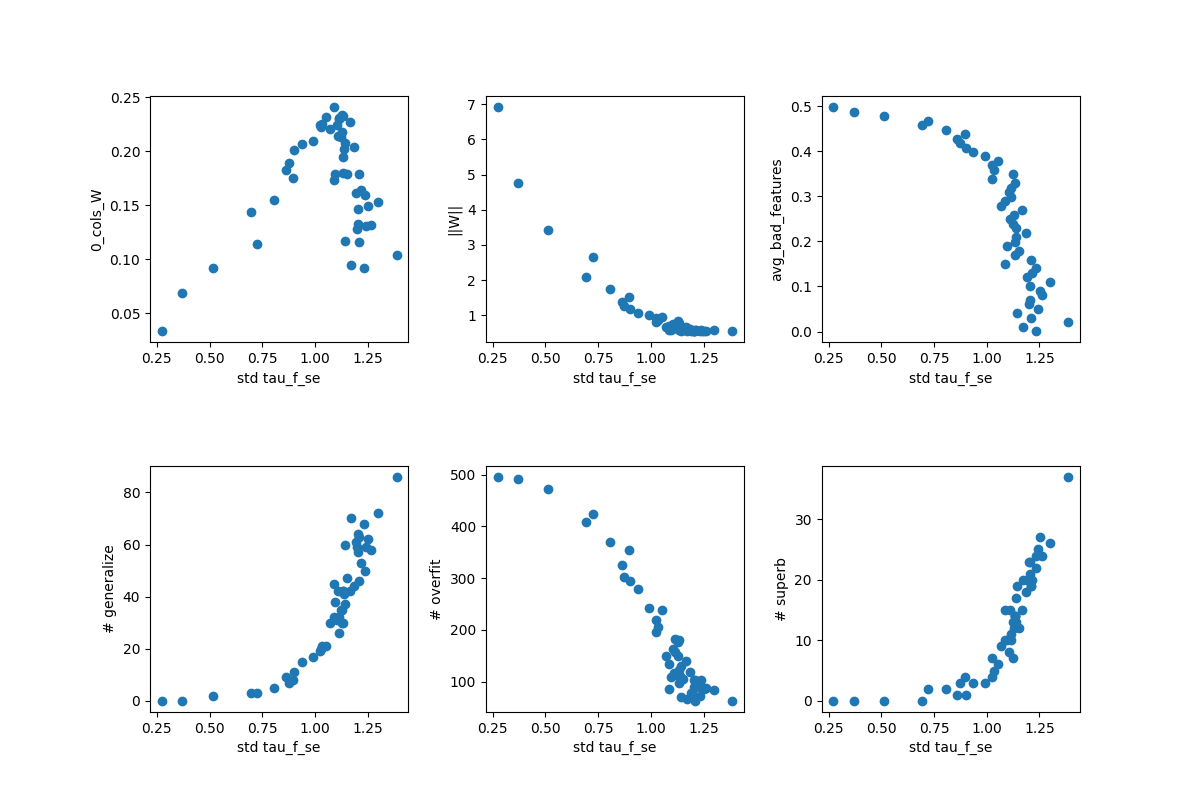 0.25
0.20
0.15
0.10
0.05
0_cols_W
0.25 0.50 0.75 1.00 1.25
std tau_f_se
7
6
5
4
3
2
1
||W||
0.25 0.50 0.75 1.00 1.25
std tau_f_se
0.5
0.4
0.3
0.2
0.1
0.0
avg_bad_features
0.25 0.50 0.75 1.00 1.25
std tau_f_se
80
60
40
20
0
# generalize
0.25 0.50 0.75 1.00 1.25
std tau_f_se
500
400
300
200
100
# overfit
0.25 0.50 0.75 1.00 1.25
std tau_f_se
30
20
10
0
# superb
0.25 0.50 0.75 1.00 1.25
std tau_f_se